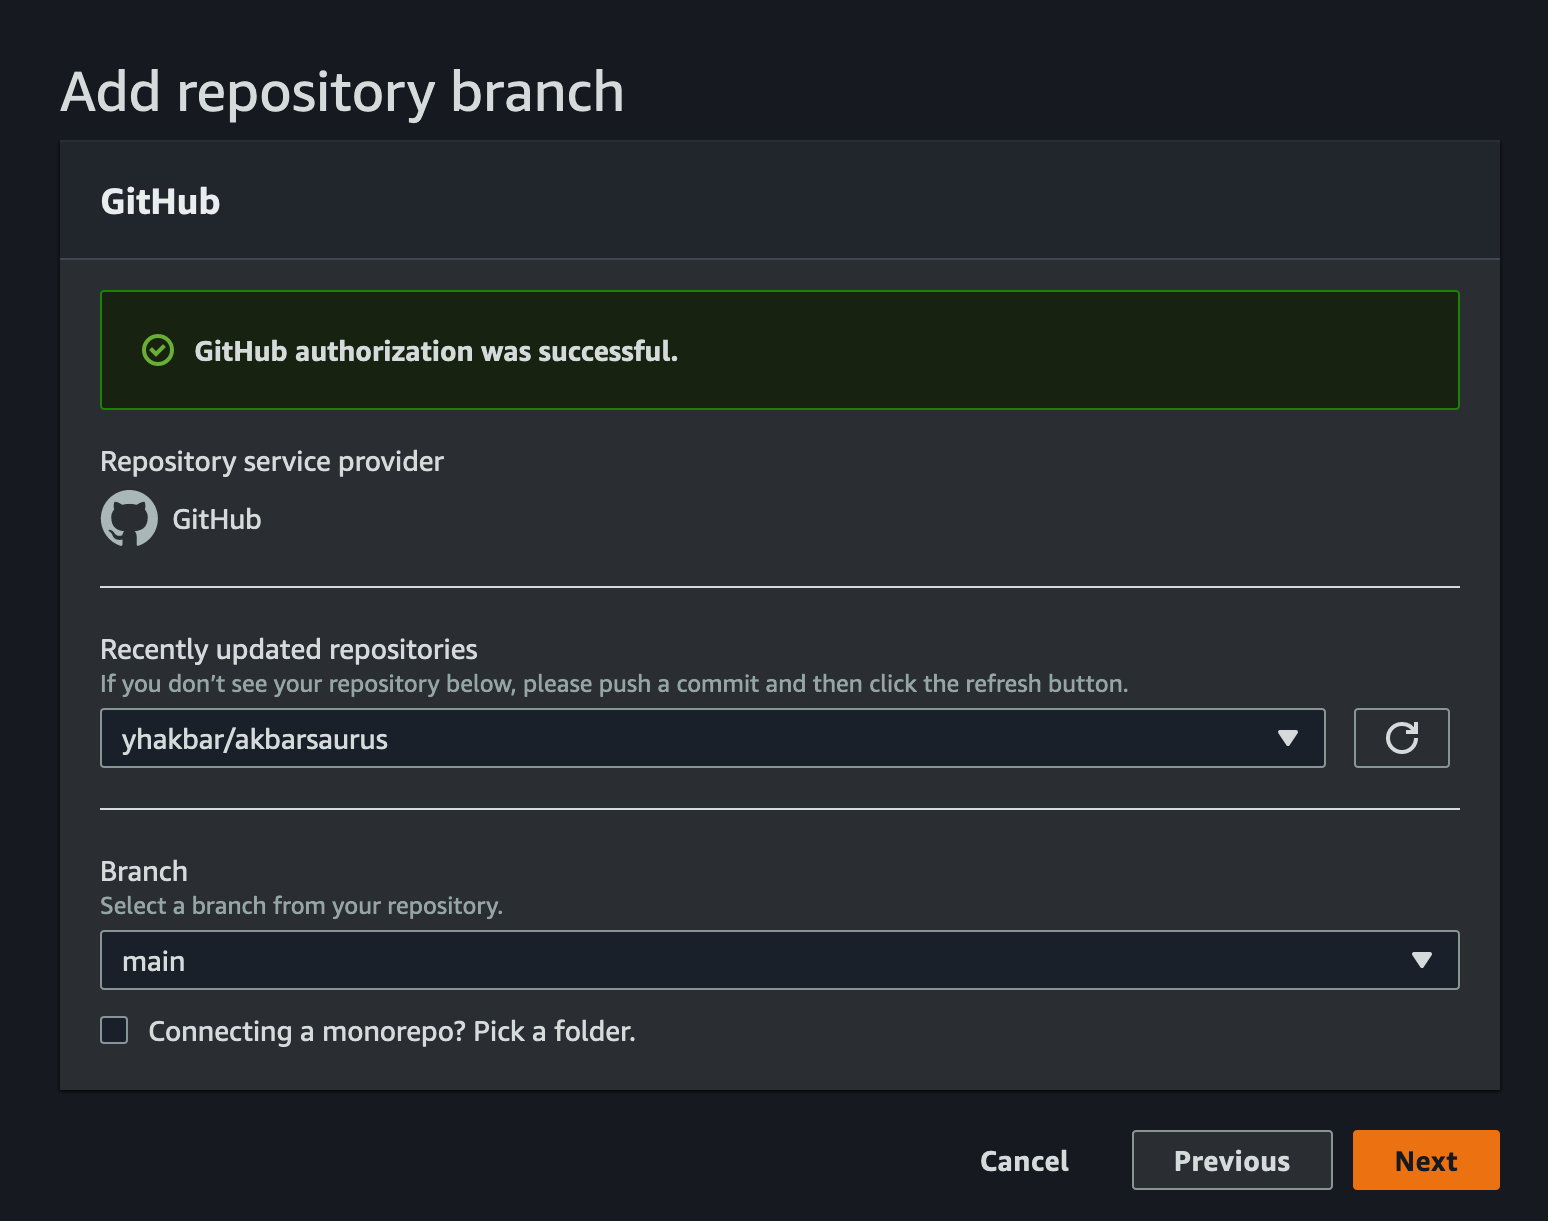 Add repository branch
GitHub
GitHub authorization was successful.
Repository service provider
GitHub
Recently updated repositories
If you don’t see your repository below, please push a commit and then click the refresh button.
yhakbar/akbarsaurus
Branch
Select a branch from your repository.
main
Connecting a monorepo? Pick a folder.
Cancel
Previous
Next